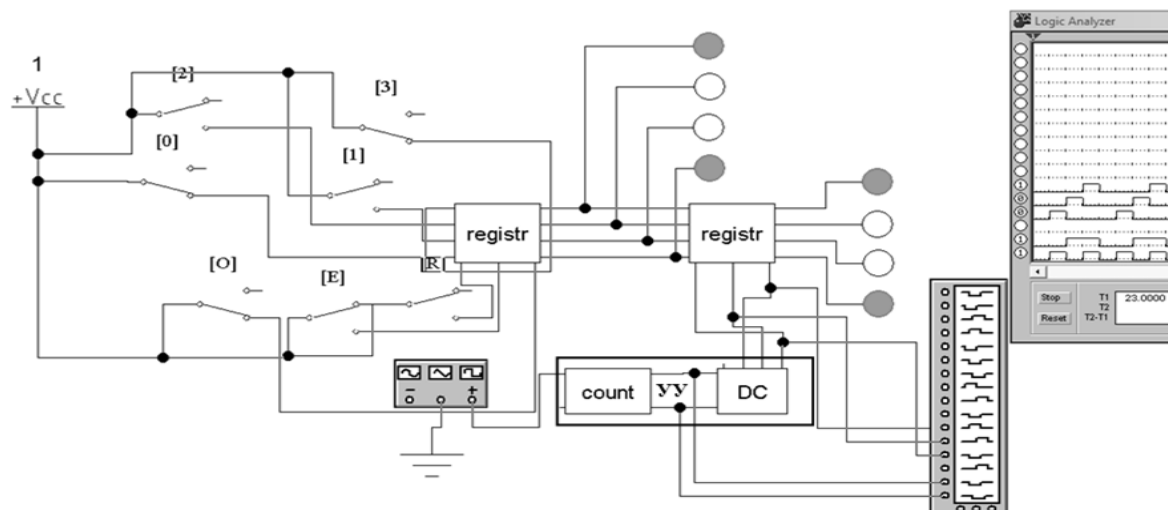 Logic Analyzer
1
+Vcc
[2]
[3]
[0]
[1]
registr
registr
[O]
[E]
[R]
count
УУ
DC
1
0
0
1
1
Stop
Reset
T1
T2
T2-T1
23.0000